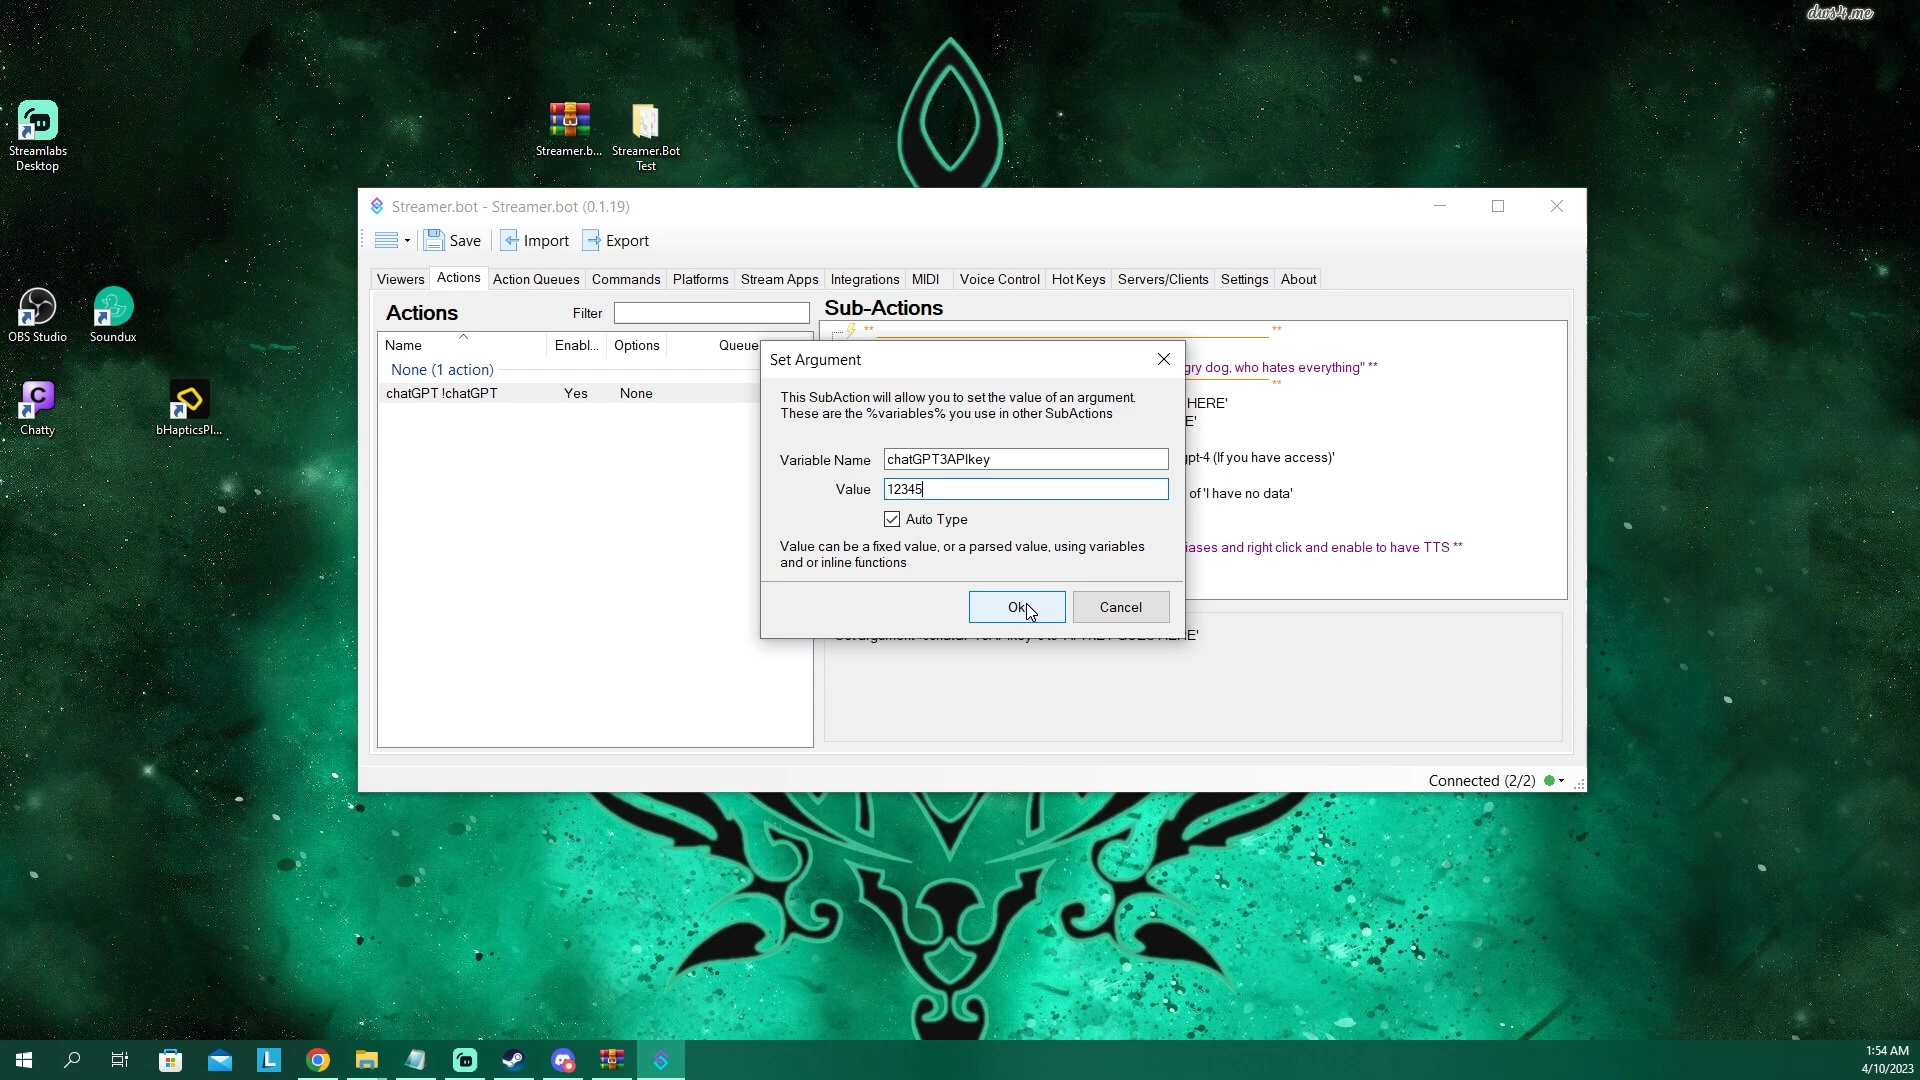 dws4.me
Streamlabs
Desktop
Streamer.b...
Streamer.Bot
Test
OBS Studio
Soundux
Chatty
bHapticsPl...
Streamer.bot - Streamer.bot (0.1.19)
Save
Import
Export
Viewers
Actions
Action Queues
Commands
Platforms
Stream Apps
Integrations
MIDI
Voice Control
Hot Keys
Servers/Clients
Settings
About
Actions
Filter
Sub-Actions
Name
Enabl...
Options
Queue
None (1 action)
chatGPT !chatGPT
Yes
None
** **
gry dog, who hates everything" **
**
HERE'
E'
gpt-4 (If you have access)'
of 'I have no data'
iases and right click and enable to have TTS **
Set Argument
This SubAction will allow you to set the value of an argument.
These are the %variables% you use in other SubActions
Variable Name
chatGPT3APIkey
Value
12345
Auto Type
Value can be a fixed value, or a parsed value, using variables
and or inline functions
Ok
Cancel
Connected (2/2)
1:54 AM
4/10/2023